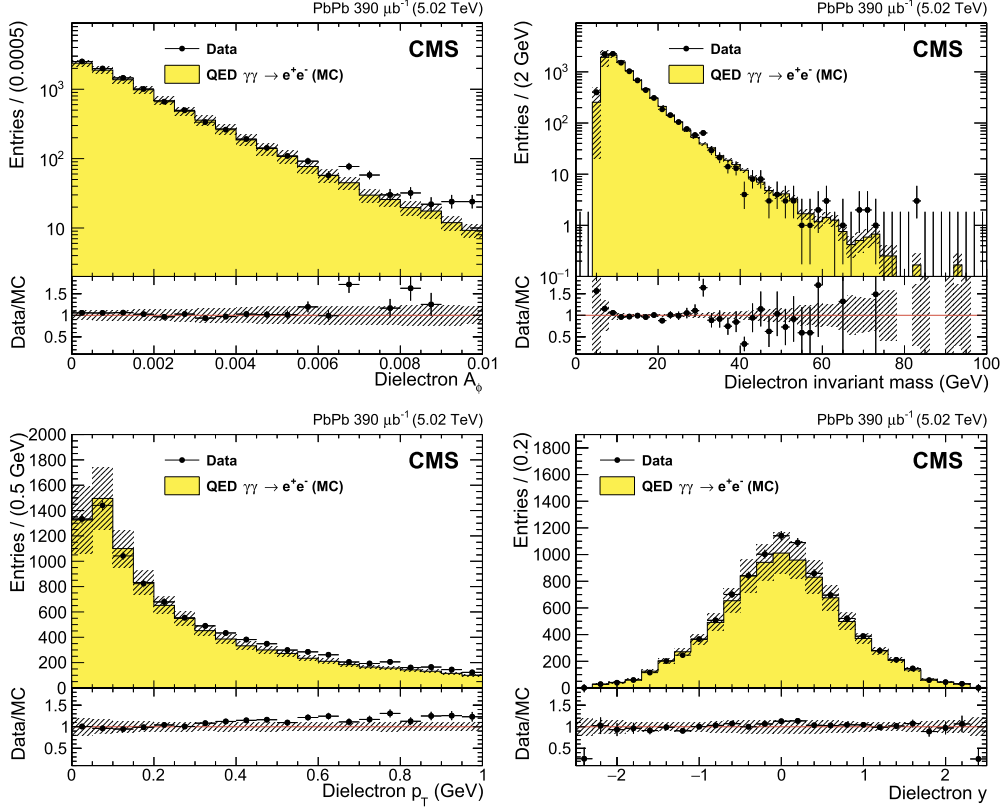 PbPb 390 μb⁻¹ (5.02 TeV)
CMS
Data
QED γγ → e⁺e⁻ (MC)
Entries / (0.0005)
10³
10²
10
Data/MC
1.5
1
0.5
0 0.002 0.004 0.006 0.008 0.01
Dielectron A_ϕ
PbPb 390 μb⁻¹ (5.02 TeV)
CMS
Data
QED γγ → e⁺e⁻ (MC)
Entries / (2 GeV)
10³
10²
10
1
10⁻¹
Data/MC
1.5
1
0.5
0 20 40 60 80 100
Dielectron invariant mass (GeV)
PbPb 390 μb⁻¹ (5.02 TeV)
CMS
Data
QED γγ → e⁺e⁻ (MC)
Entries / (0.5 GeV)
2000
1800
1600
1400
1200
1000
800
600
400
200
0
Data/MC
1.5
1
0.5
0 0.2 0.4 0.6 0.8 1
Dielectron p_T (GeV)
PbPb 390 μb⁻¹ (5.02 TeV)
CMS
Data
QED γγ → e⁺e⁻ (MC)
Entries / (0.2)
1800
1600
1400
1200
1000
800
600
400
200
0
Data/MC
1.5
1
0.5
−2 −1 0 1 2
Dielectron y